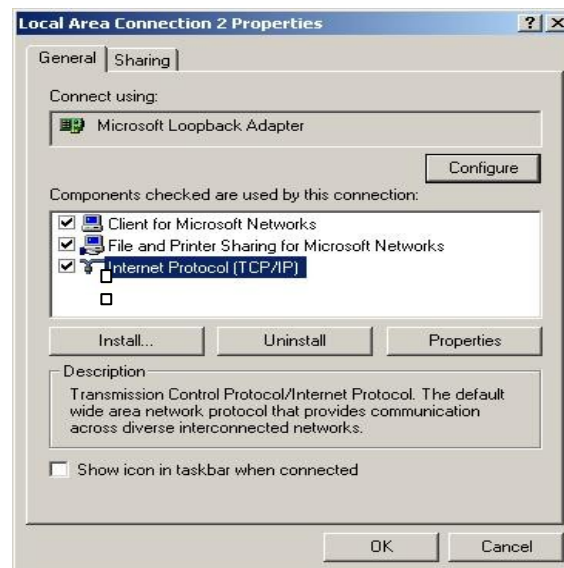 Local Area Connection 2 Properties
General
Sharing
Connect using:
Microsoft Loopback Adapter
Configure
Components checked are used by this connection:
Client for Microsoft Networks
File and Printer Sharing for Microsoft Networks
Internet Protocol (TCP/IP)
Install...
Uninstall
Properties
Description
Transmission Control Protocol/Internet Protocol. The default
wide area network protocol that provides communication
across diverse interconnected networks.
Show icon in taskbar when connected
OK
Cancel